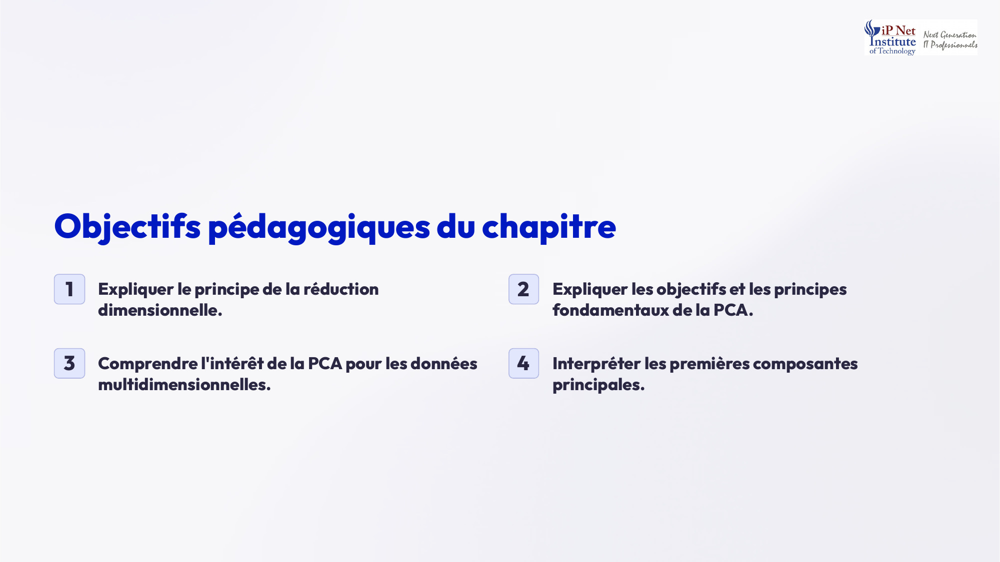 iP Net
Institute
of Technology
Next Generation
IT Professionnels
Objectifs pédagogiques du chapitre
1
Expliquer le principe de la réduction
dimensionnelle.
2
Expliquer les objectifs et les principes
fondamentaux de la PCA.
3
Comprendre l'intérêt de la PCA pour les données
multidimensionnelles.
4
Interpréter les premières composantes
principales.